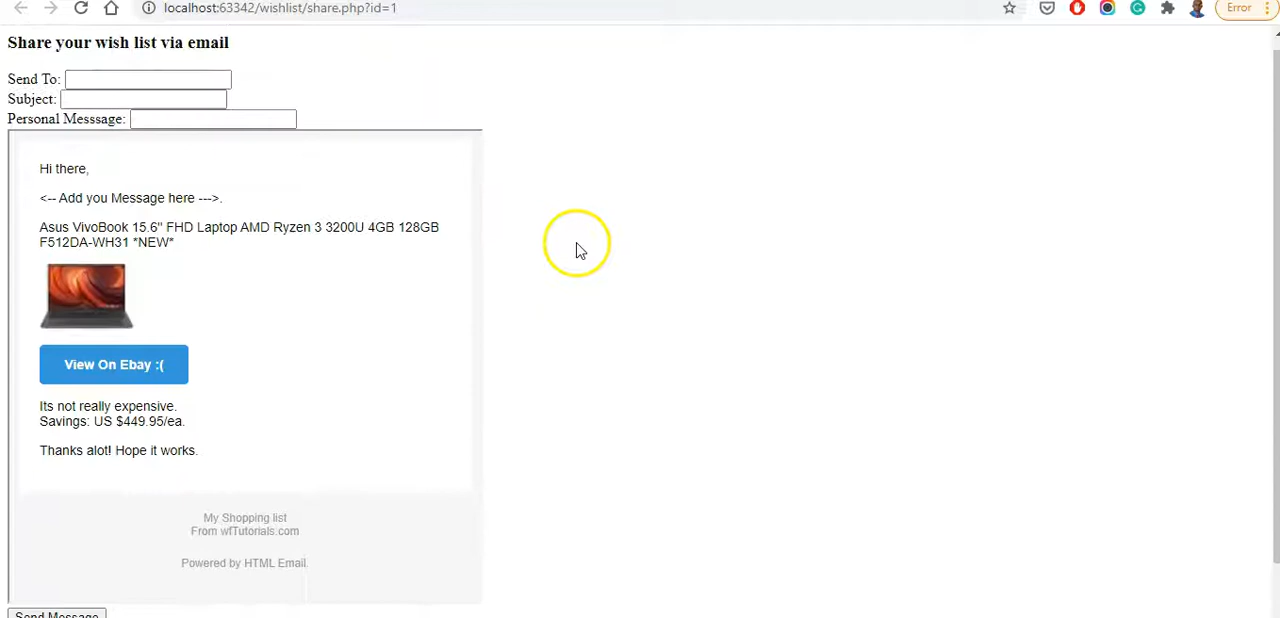 localhost:63342/wishlist/share.php?id=1
Error
Share your wish list via email
Send To:
Subject:
Personal Messsage:
Hi there,
<-- Add you Message here --->.
Asus VivoBook 15.6" FHD Laptop AMD Ryzen 3 3200U 4GB 128GB
F512DA-WH31 *NEW*
View On Ebay :(
Its not really expensive.
Savings: US $449.95/ea.
Thanks alot! Hope it works.
My Shopping list
From wfTutorials.com
Powered by HTML Email.
Send Message